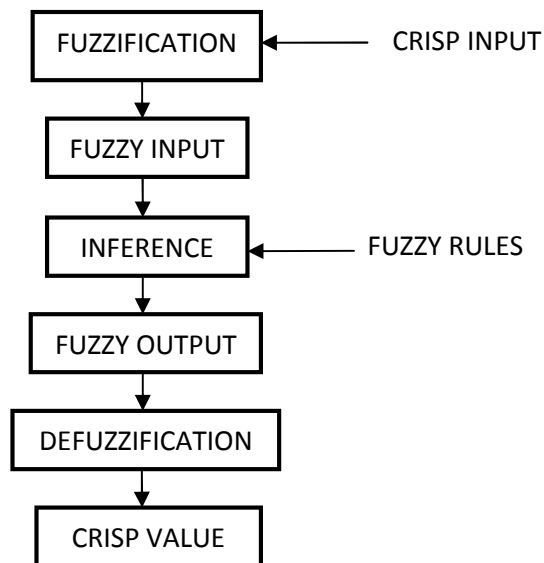 FUZZIFICATION
CRISP INPUT
FUZZY INPUT
INFERENCE
FUZZY RULES
FUZZY OUTPUT
DEFUZZIFICATION
CRISP VALUE